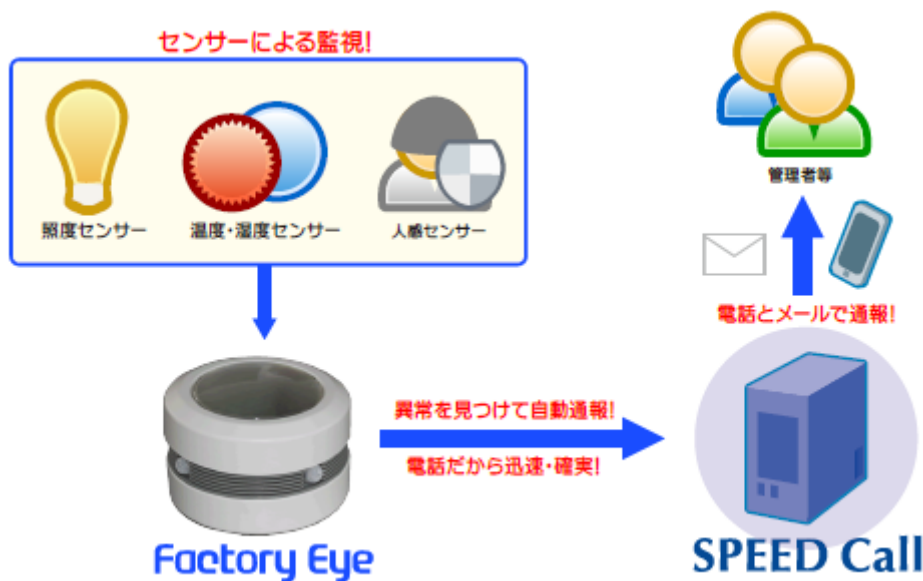 センサーによる監視!
照度センサー
温度・湿度センサー
人感センサー
管理者等
電話とメールで通報!
異常を見つけて自動通報!
電話だから迅速・確実!
Factory Eye
SPEED Call